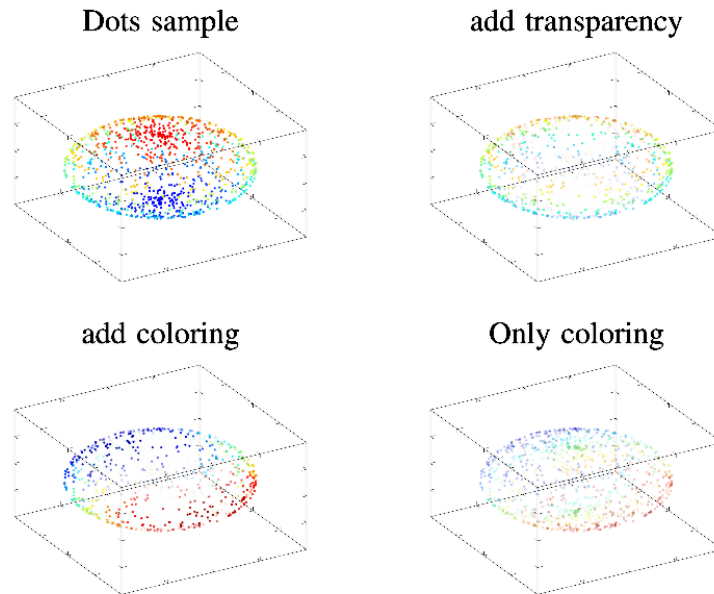 Dots sample
add transparency
add coloring
Only coloring